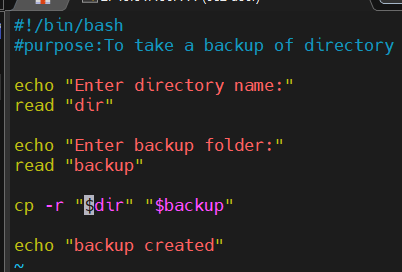 #!/bin/bash
#purpose:To take a backup of directory
echo "Enter directory name:"
read "dir"
echo "Enter backup folder:"
read "backup"
cp -r "$dir" "$backup"
echo "backup created"
~